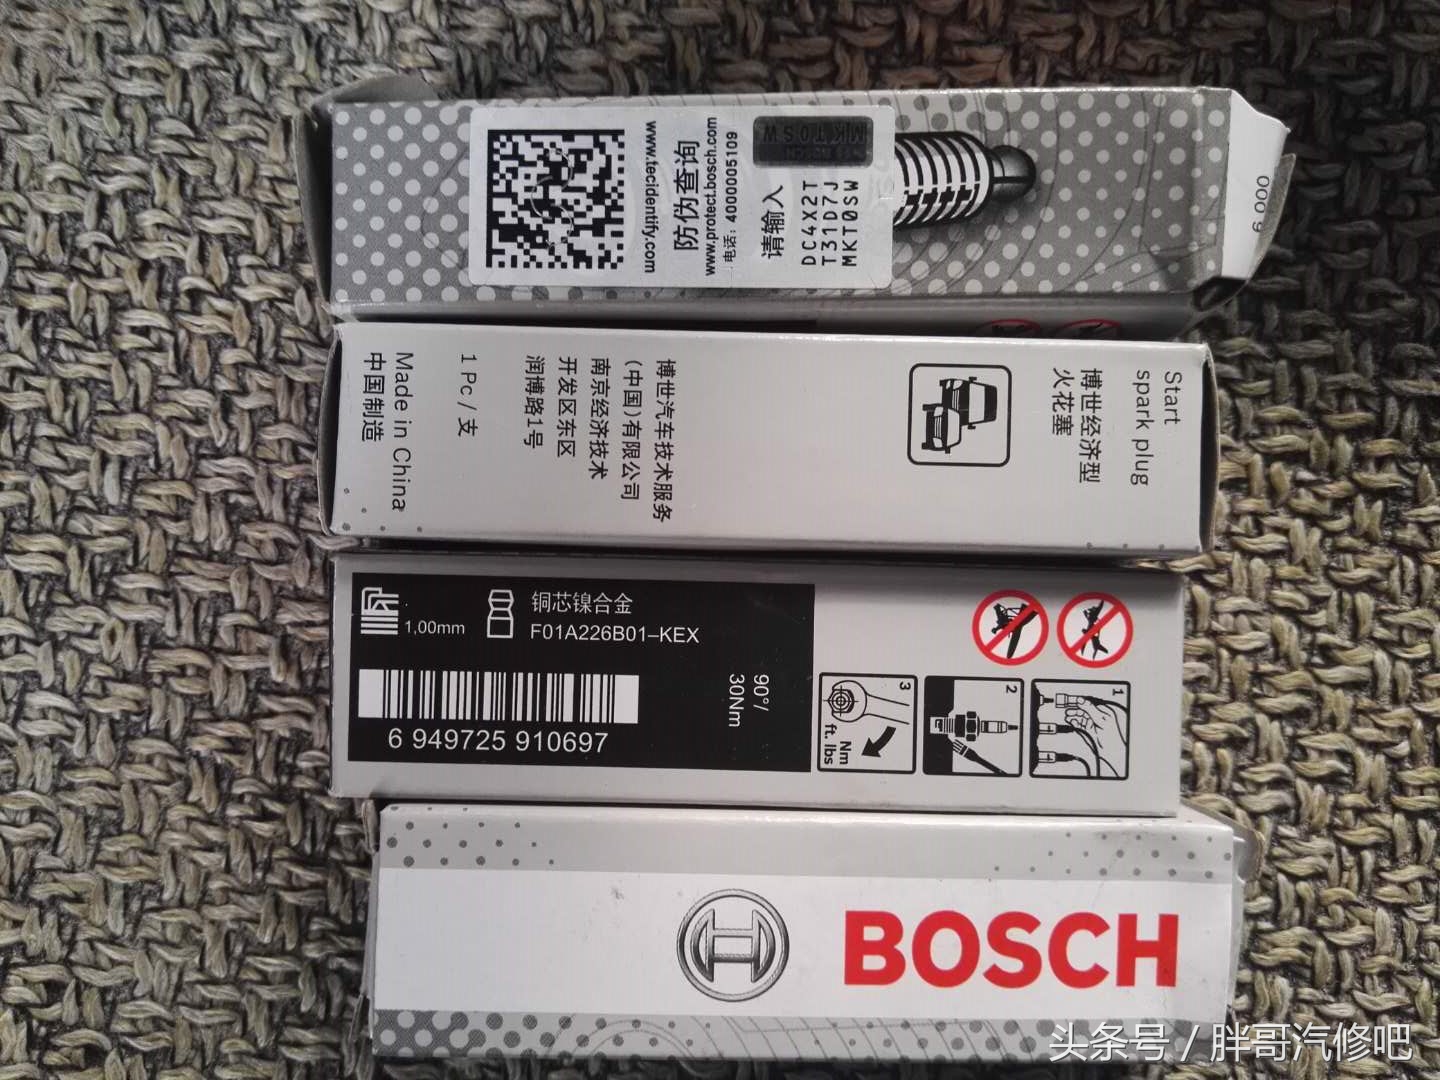 www.tecidentify.com
防伪查询
www.protect.bosch.com
电话：4000005109
请输入
DC4X2T
T31D7J
MKT0SW
MKT0SW
Start
spark plug
博世经济型
火花塞
博世汽车技术服务
（中国）有限公司
南京经济技术
开发区东区
润博路1号
1 Pc / 支
Made in China
中国制造
1,00mm
铜芯镍合金
F01A226B01–KEX
6 949725 910697
90°/
30Nm
3
Nm
ft. lbs
2
1
BOSCH
头条号 / 胖哥汽修吧